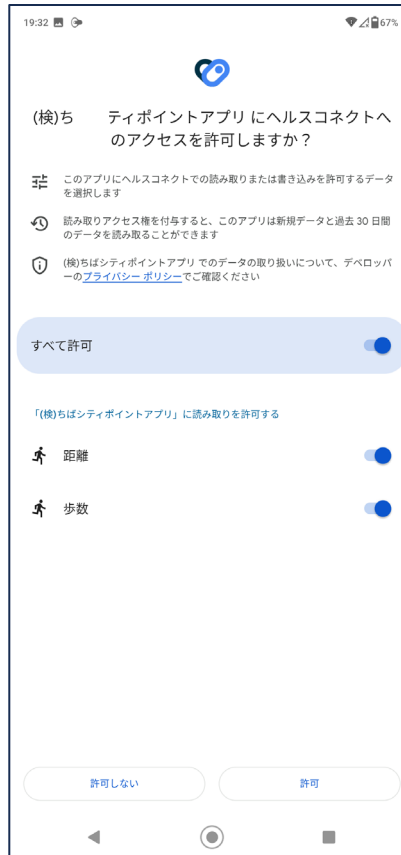 19:32
67%
(検)ち ティポイントアプリ にヘルスコネクトへ
のアクセスを許可しますか？
このアプリにヘルスコネクトでの読み取りまたは書き込みを許可するデータ
を選択します
読み取りアクセス権を付与すると、このアプリは新規データと過去 30 日間
のデータを読み取ることができます
(検)ちばシティポイントアプリ でのデータの取り扱いについて、デベロッパ
ーのプライバシー ポリシーでご確認ください
すべて許可
「(検)ちばシティポイントアプリ」に読み取りを許可する
距離
歩数
許可しない
許可